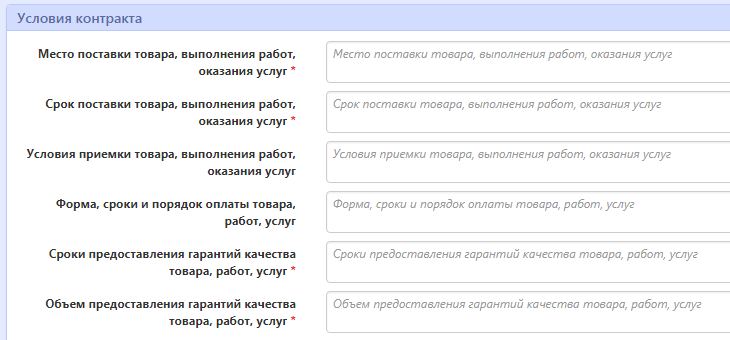 Условия контракта
Место поставки товара, выполнения работ,
оказания услуг *
Место поставки товара, выполнения работ, оказания услуг
Срок поставки товара, выполнения работ,
оказания услуг *
Срок поставки товара, выполнения работ, оказания услуг
Условия приемки товара, выполнения работ,
оказания услуг
Условия приемки товара, выполнения работ, оказания услуг
Форма, сроки и порядок оплаты товара,
работ, услуг
Форма, сроки и порядок оплаты товара, работ, услуг
Сроки предоставления гарантий качества
товара, работ, услуг *
Сроки предоставления гарантий качества товара, работ, услуг
Объем предоставления гарантий качества
товара, работ, услуг *
Объем предоставления гарантий качества товара, работ, услуг